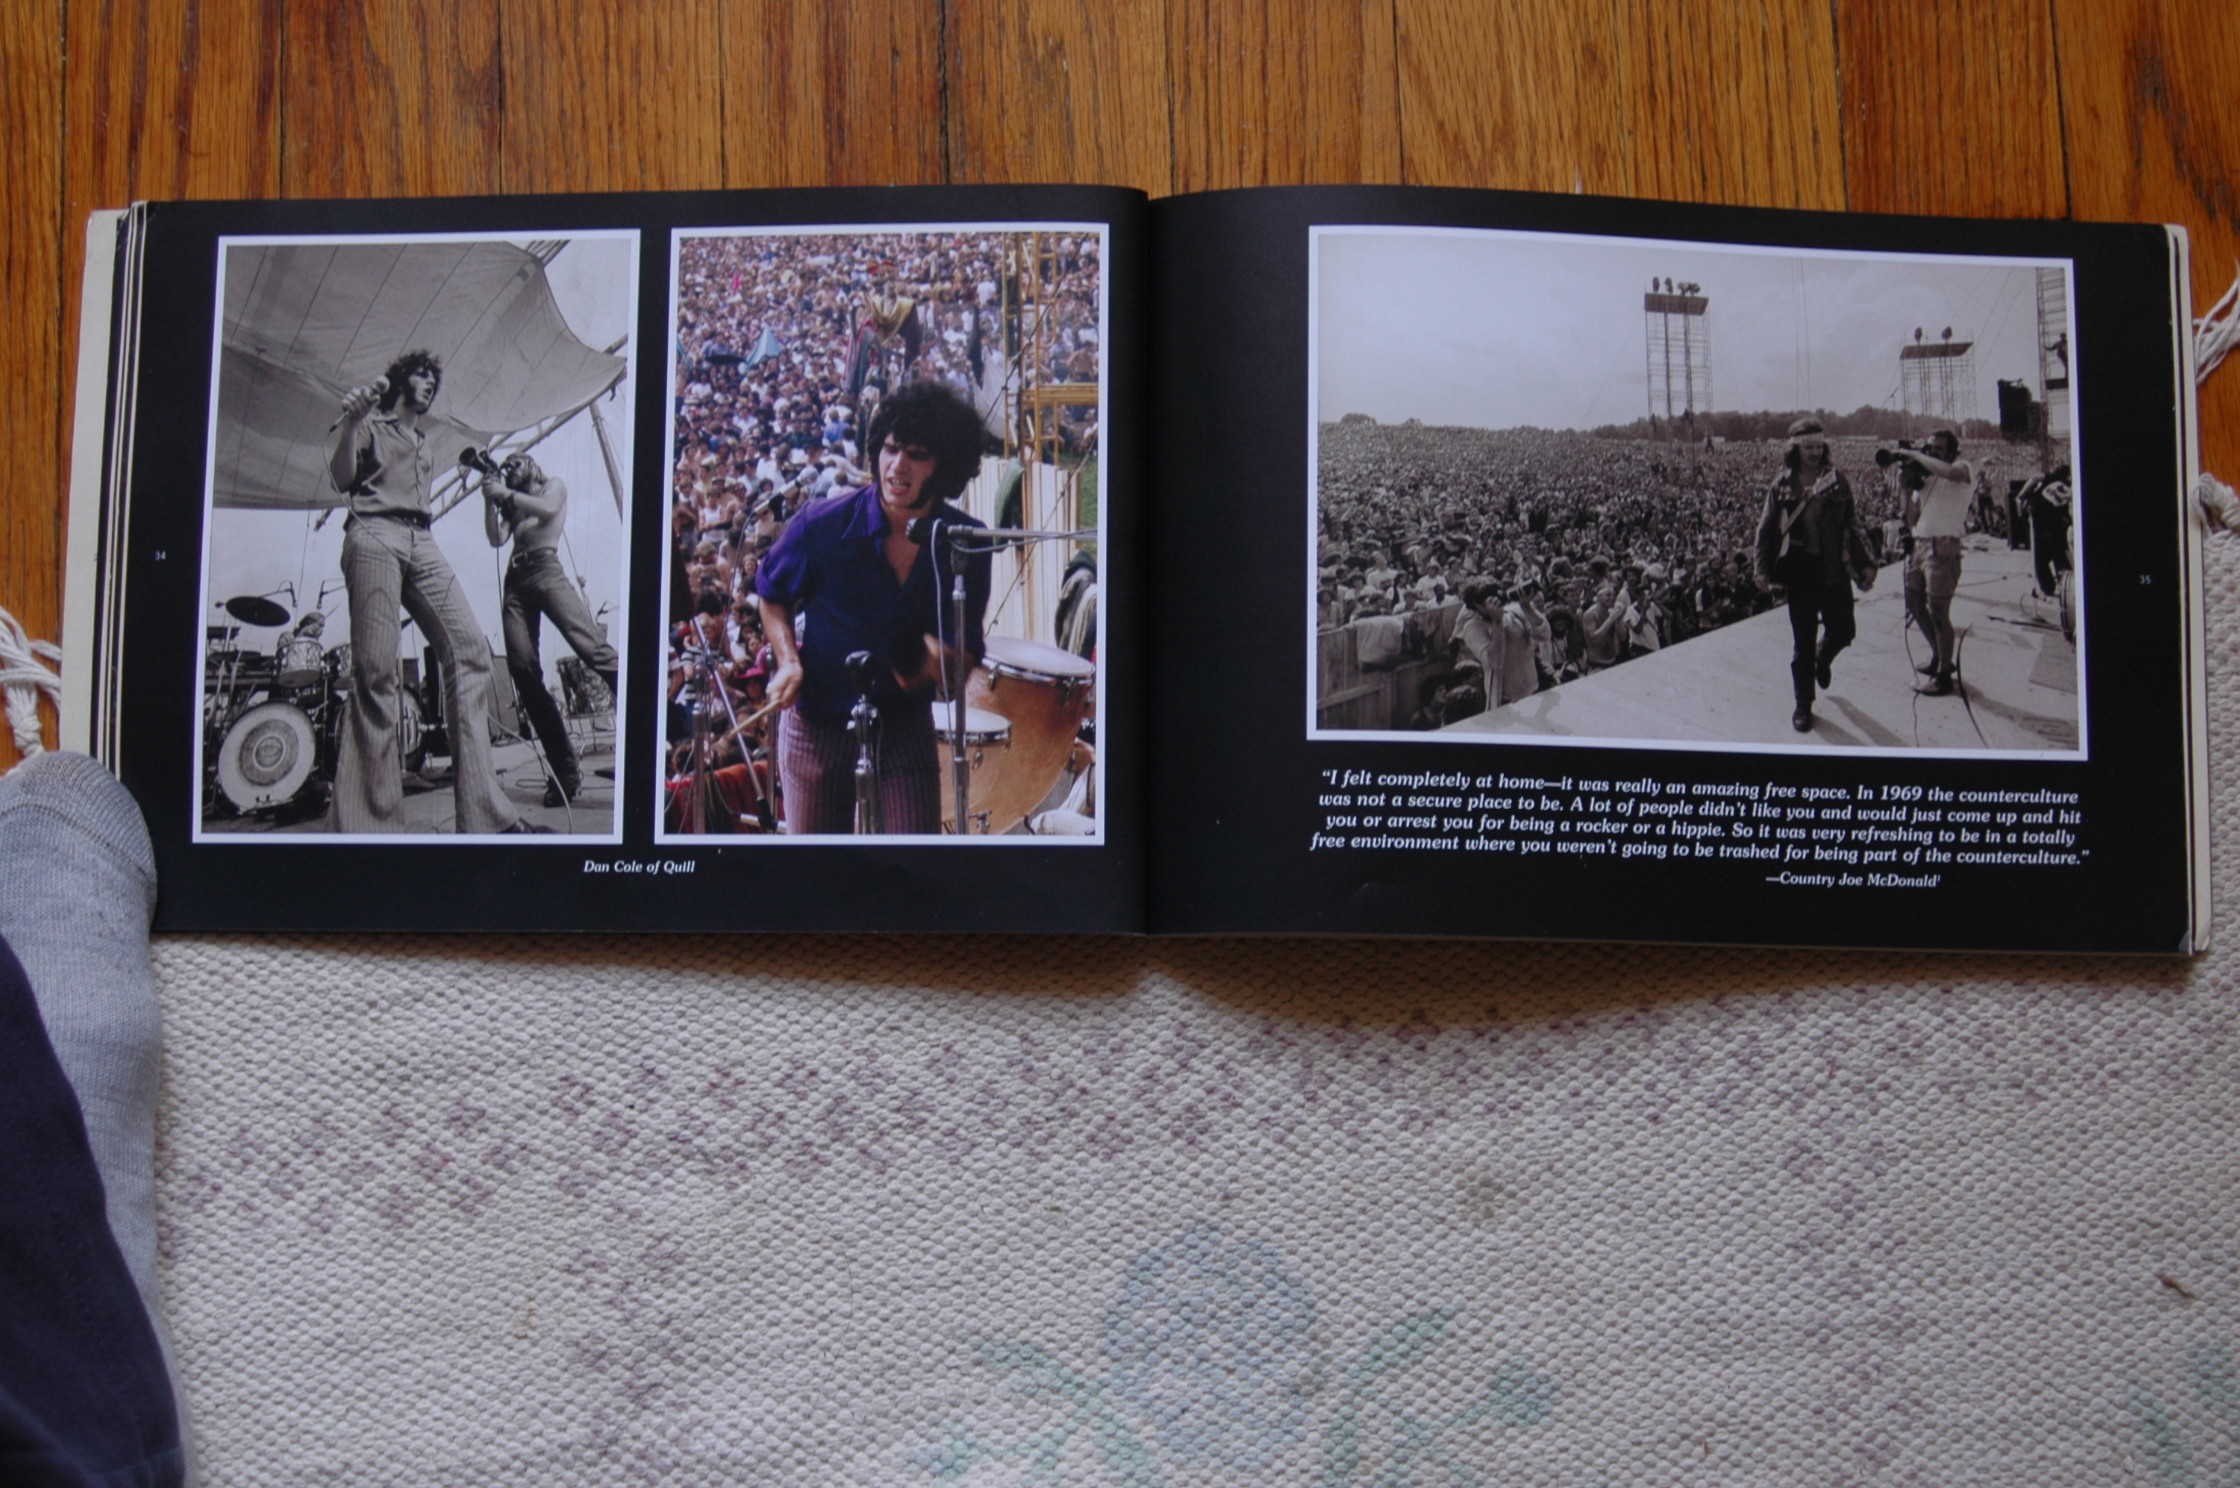 34
Dan Cole of Quill
“I felt completely at home—it was really an amazing free space. In 1969 the counterculture
was not a secure place to be. A lot of people didn’t like you and would just come up and hit
you or arrest you for being a rocker or a hippie. So it was very refreshing to be in a totally
free environment where you weren’t going to be trashed for being part of the counterculture.”
—Country Joe McDonald¹
35